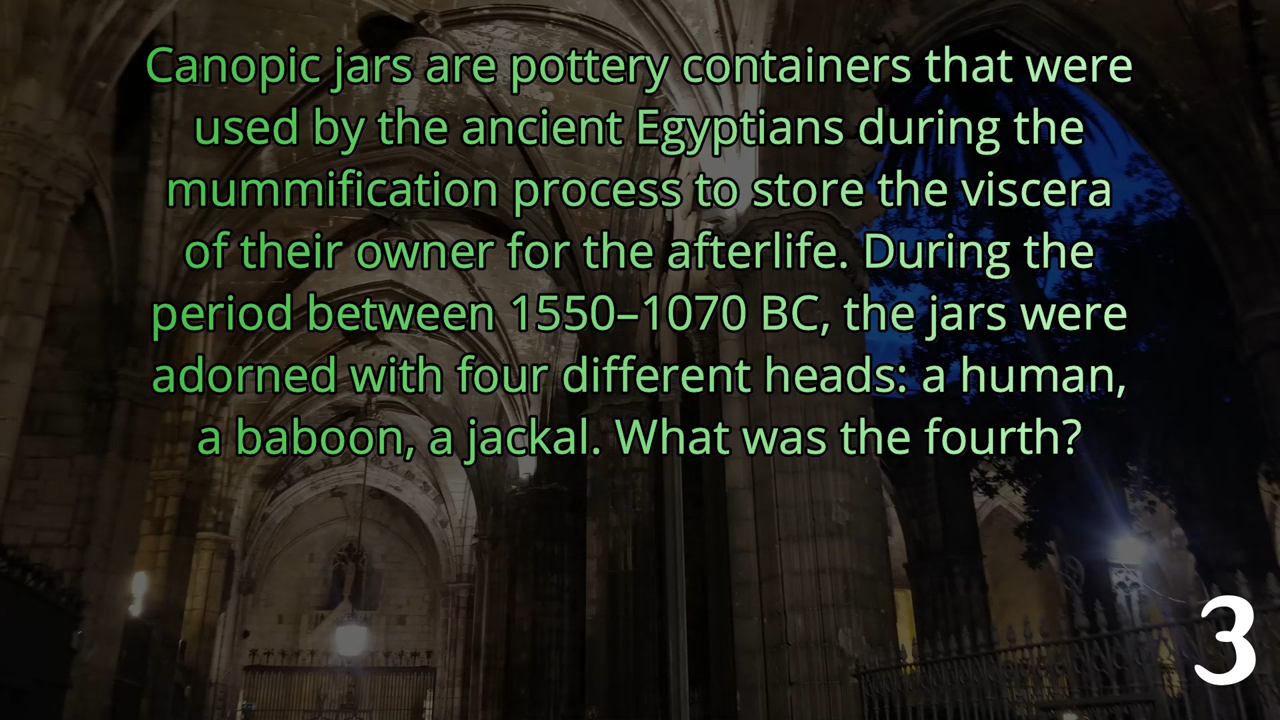 Canopic jars are pottery containers that were
used by the ancient Egyptians during the
mummification process to store the viscera
of their owner for the afterlife. During the
period between 1550–1070 BC, the jars were
adorned with four different heads: a human,
a baboon, a jackal. What was the fourth?
3